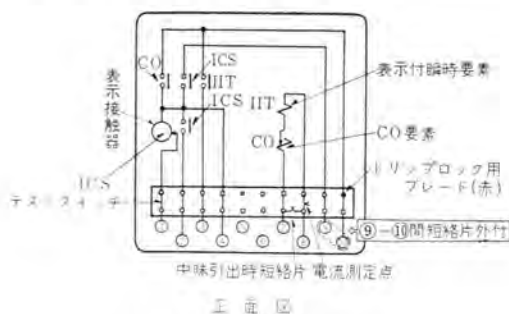 CO
ICS
IIT
ICS
表示接触器
IIT
表示付瞬時要素
CO
CO要素
ICS
テストスイッチ
トリップロック用
ブレード(赤)
⑨−⑩間短絡片外付
中味引出時短絡片 電流測定点
正面図